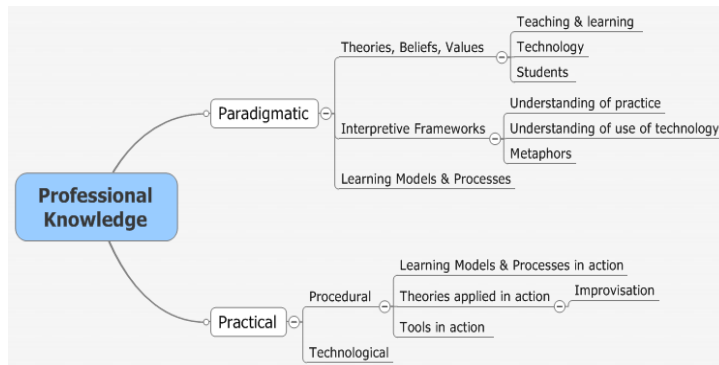 Professional
Knowledge
Paradigmatic
Theories, Beliefs, Values
Teaching & learning
Technology
Students
Interpretive Frameworks
Understanding of practice
Understanding of use of technology
Metaphors
Learning Models & Processes
Practical
Procedural
Learning Models & Processes in action
Theories applied in action
Improvisation
Tools in action
Technological